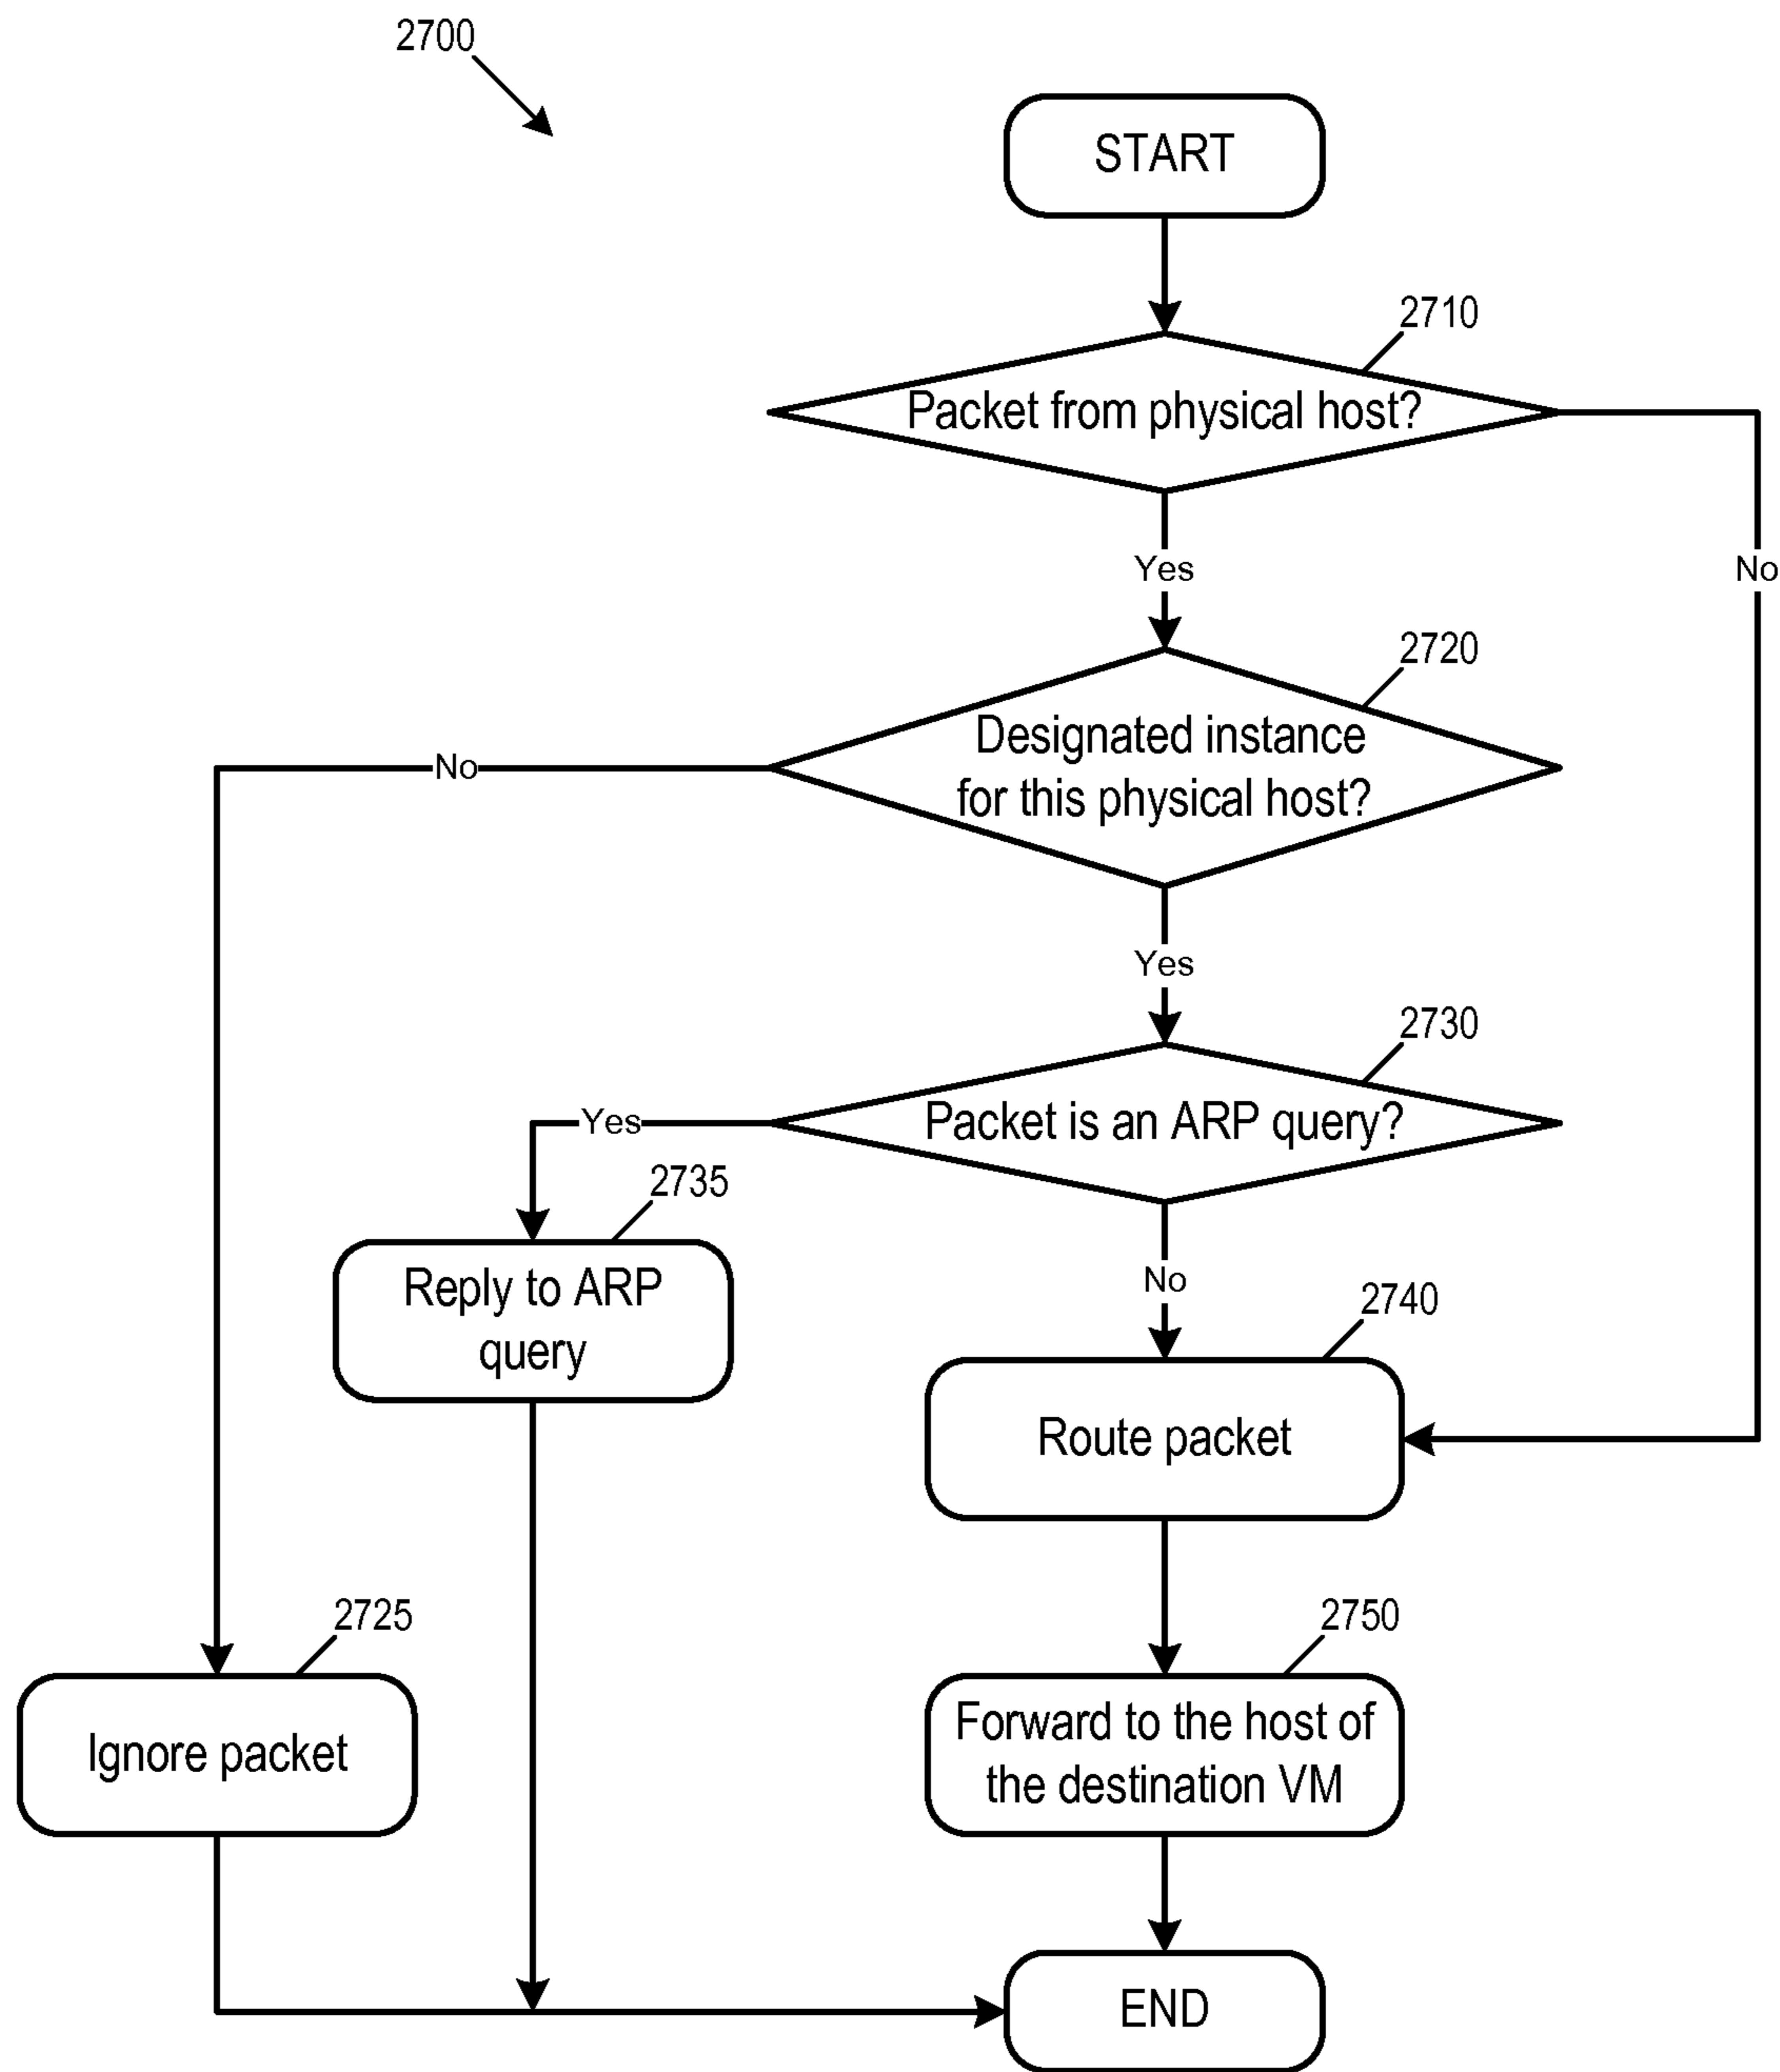 2700
START
2710
Packet from physical host?
Yes
No
2720
Designated instance
for this physical host?
No
Yes
2730
Packet is an ARP query?
Yes
2735
Reply to ARP
query
No
2740
Route packet
2725
Ignore packet
2750
Forward to the host of
the destination VM
END